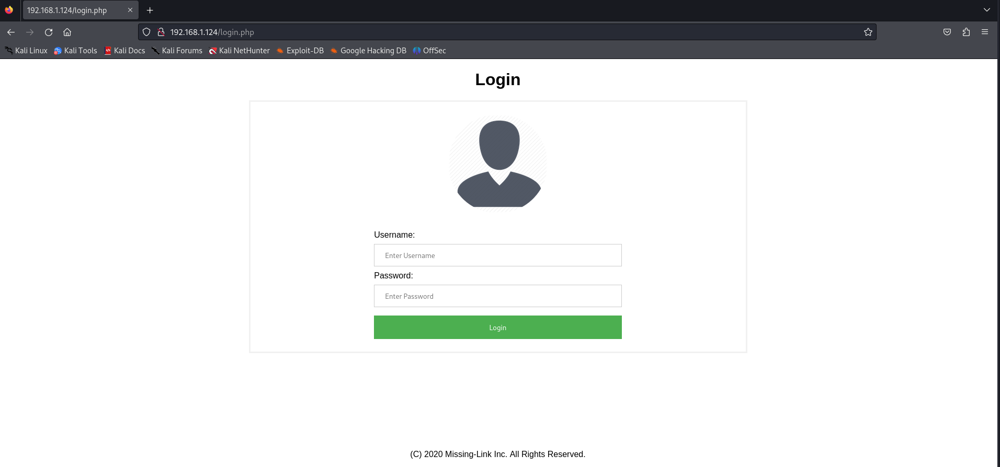 192.168.1.124/login.php
192.168.1.124/login.php
Kali Linux Kali Tools Kali Docs Kali Forums Kali NetHunter Exploit-DB Google Hacking DB OffSec
Login
Username:
Enter Username
Password:
Enter Password
Login
(C) 2020 Missing-Link Inc. All Rights Reserved.